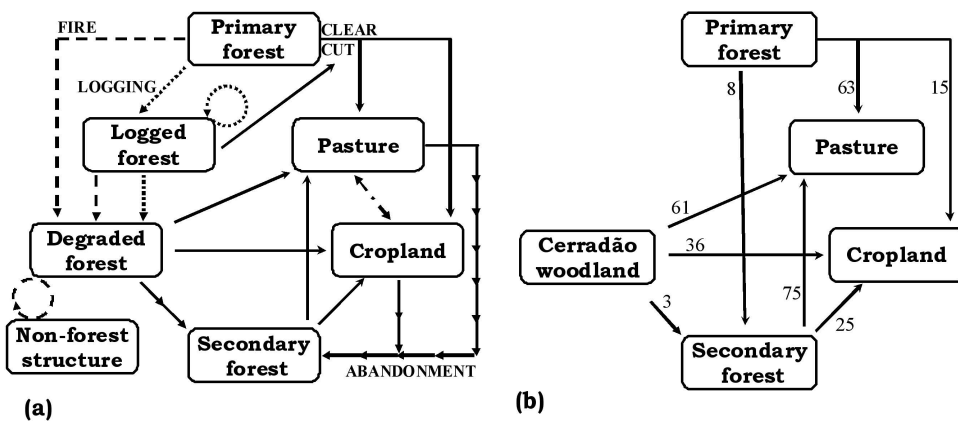 FIRE
Primary
forest
CLEAR
CUT
LOGGING
Logged
forest
Pasture
Degraded
forest
Cropland
Non-forest
structure
Secondary
forest
ABANDONMENT
(a)
Primary
forest
8
63
15
Pasture
61
Cerradão
woodland
36
Cropland
3
75
25
Secondary
forest
(b)